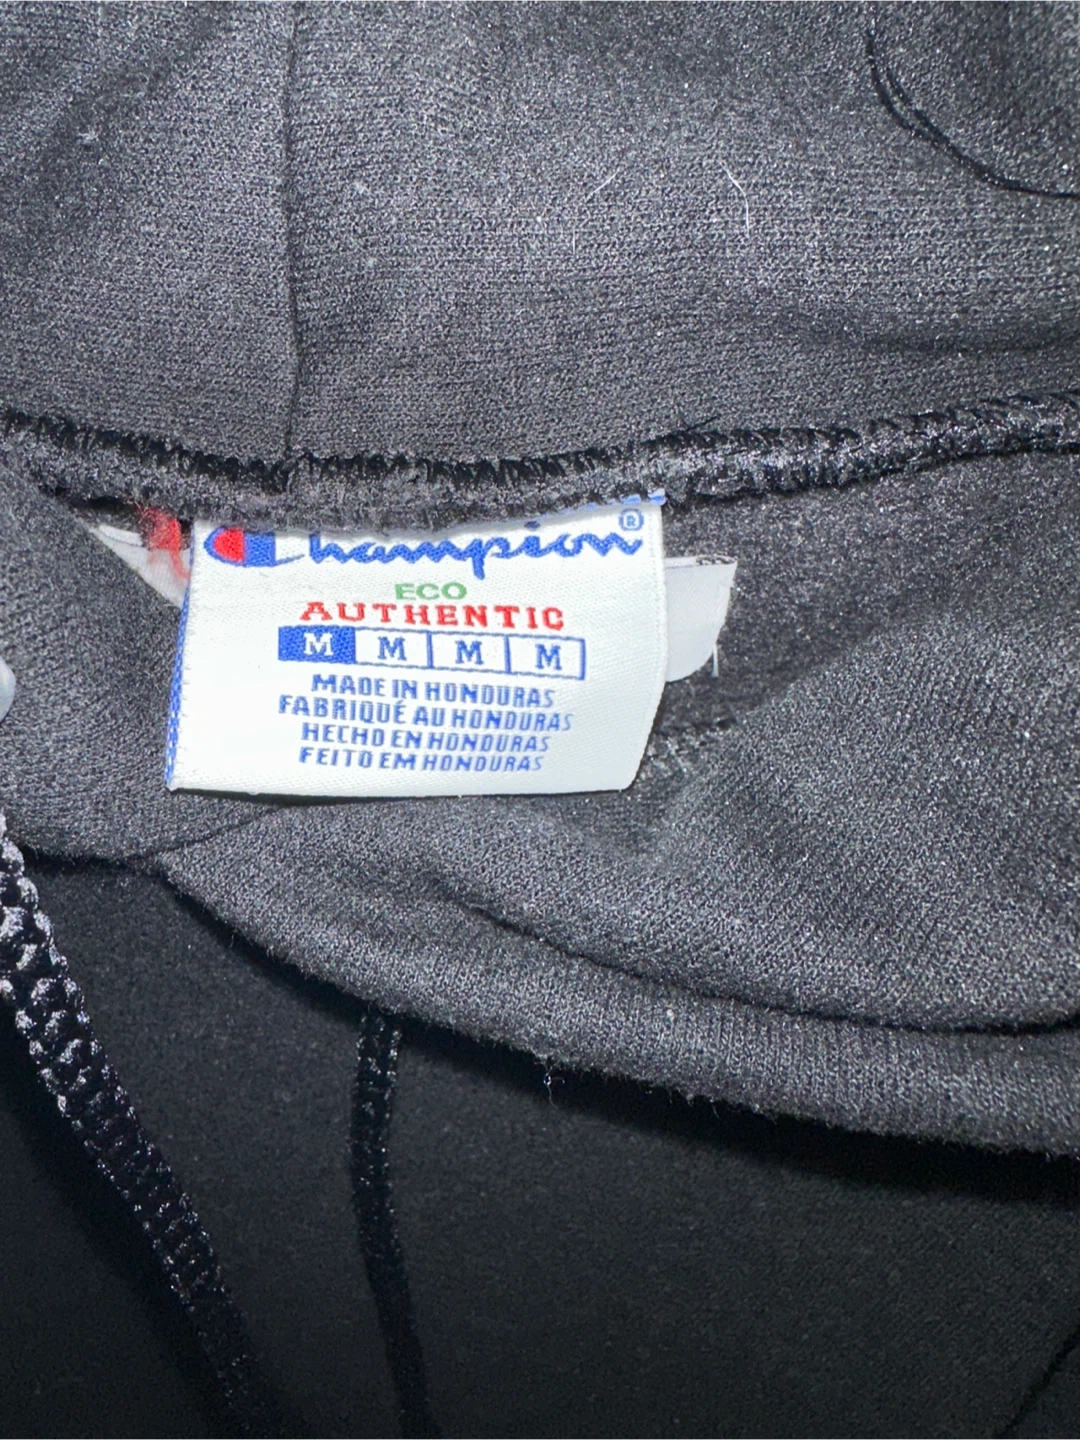 Champion®
ECO
AUTHENTIC
M M M M
MADE IN HONDURAS
FABRIQUÉ AU HONDURAS
HECHO EN HONDURAS
FEITO EM HONDURAS